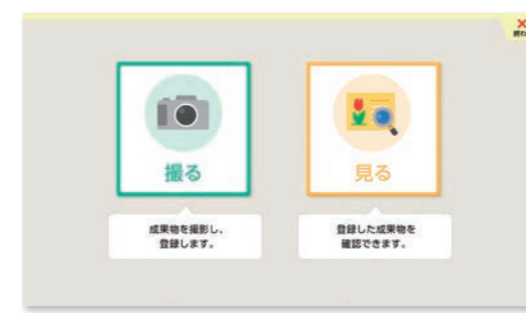 撮る
成果物を撮影し、
登録します。
見る
登録した成果物を
確認できます。